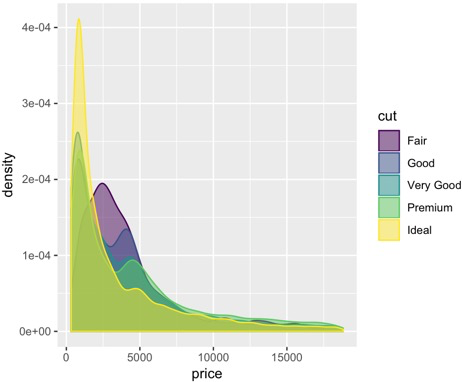 density
4e-04
3e-04
2e-04
1e-04
0e+00
0 5000 10000 15000
price
cut
Fair
Good
Very Good
Premium
Ideal